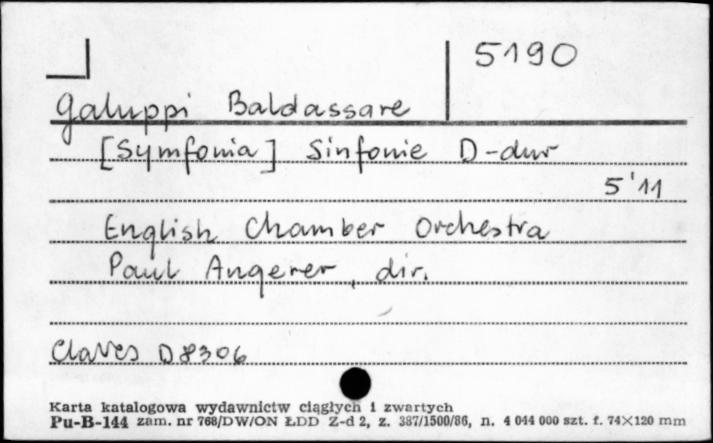 5190
Galuppi Baldassare
[Symfonia] Sinfonie D-dur
5'11
English Chamber Orchestra
Paul Angerer, dir.
Claves D8306
Karta katalogowa wydawnictw ciągłych i zwartych
Pu-B-144 zam. nr 768/DW/ON ŁDD Z-d 2, z. 387/1500/86, n. 4 044 000 szt. f. 74×120 mm